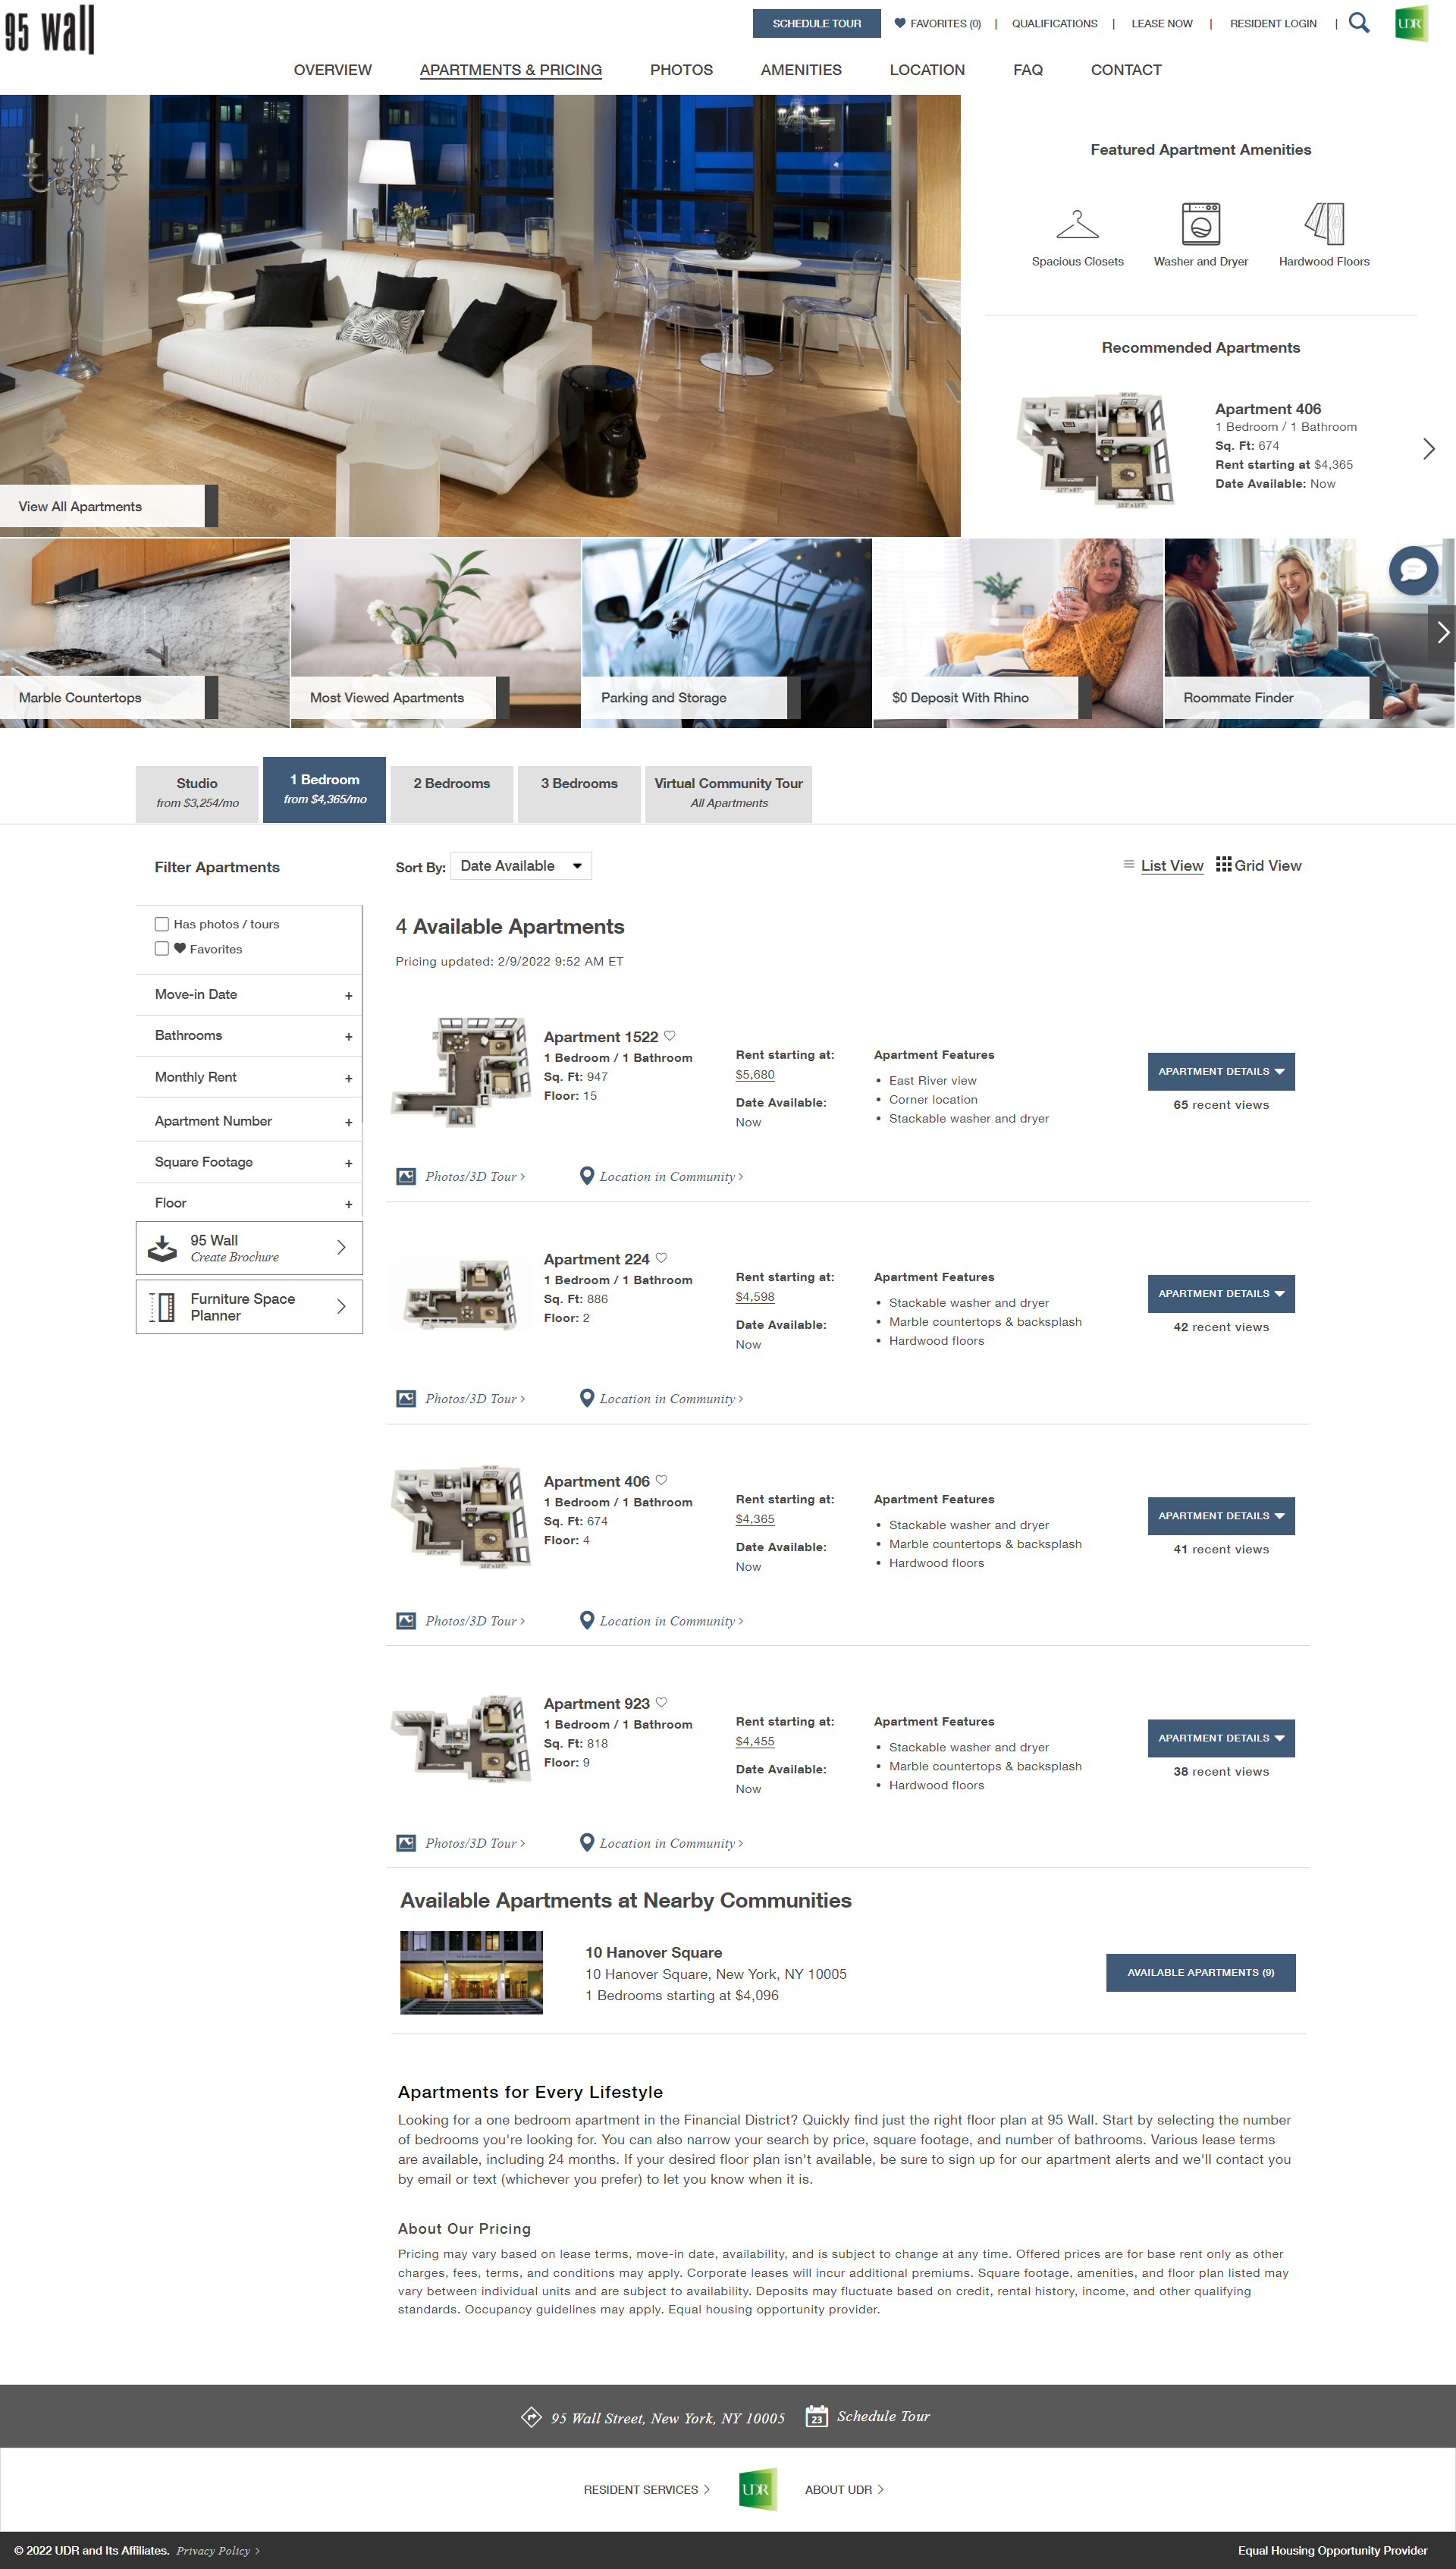 95 wall
SCHEDULE TOUR
FAVORITES (0) | QUALIFICATIONS | LEASE NOW | RESIDENT LOGIN |
UDR
OVERVIEW
APARTMENTS & PRICING
PHOTOS
AMENITIES
LOCATION
FAQ
CONTACT
View All Apartments
Featured Apartment Amenities
Spacious Closets
Washer and Dryer
Hardwood Floors
Recommended Apartments
Apartment 406
1 Bedroom / 1 Bathroom
Sq. Ft: 674
Rent starting at $4,365
Date Available: Now
Marble Countertops
Most Viewed Apartments
Parking and Storage
$0 Deposit With Rhino
Roommate Finder
Studio
from $3,254/mo
1 Bedroom
from $4,365/mo
2 Bedrooms
3 Bedrooms
Virtual Community Tour
All Apartments
Filter Apartments
Has photos / tours
Favorites
Move-in Date +
Bathrooms +
Monthly Rent +
Apartment Number +
Square Footage +
Floor +
95 Wall
Create Brochure
Furniture Space
Planner
Sort By: Date Available
List View
Grid View
4 Available Apartments
Pricing updated: 2/9/2022 9:52 AM ET
Apartment 1522
1 Bedroom / 1 Bathroom
Sq. Ft: 947
Floor: 15
Rent starting at:
$5,680
Date Available:
Now
Apartment Features
• East River view
• Corner location
• Stackable washer and dryer
APARTMENT DETAILS
65 recent views
Photos/3D Tour >
Location in Community >
Apartment 224
1 Bedroom / 1 Bathroom
Sq. Ft: 886
Floor: 2
Rent starting at:
$4,598
Date Available:
Now
Apartment Features
• Stackable washer and dryer
• Marble countertops & backsplash
• Hardwood floors
APARTMENT DETAILS
42 recent views
Photos/3D Tour >
Location in Community >
Apartment 406
1 Bedroom / 1 Bathroom
Sq. Ft: 674
Floor: 4
Rent starting at:
$4,365
Date Available:
Now
Apartment Features
• Stackable washer and dryer
• Marble countertops & backsplash
• Hardwood floors
APARTMENT DETAILS
41 recent views
Photos/3D Tour >
Location in Community >
Apartment 923
1 Bedroom / 1 Bathroom
Sq. Ft: 818
Floor: 9
Rent starting at:
$4,455
Date Available:
Now
Apartment Features
• Stackable washer and dryer
• Marble countertops & backsplash
• Hardwood floors
APARTMENT DETAILS
38 recent views
Photos/3D Tour >
Location in Community >
Available Apartments at Nearby Communities
10 Hanover Square
10 Hanover Square, New York, NY 10005
1 Bedrooms starting at $4,096
AVAILABLE APARTMENTS (9)
Apartments for Every Lifestyle
Looking for a one bedroom apartment in the Financial District? Quickly find just the right floor plan at 95 Wall. Start by selecting the number
of bedrooms you're looking for. You can also narrow your search by price, square footage, and number of bathrooms. Various lease terms
are available, including 24 months. If your desired floor plan isn't available, be sure to sign up for our apartment alerts and we'll contact you
by email or text (whichever you prefer) to let you know when it is.
About Our Pricing
Pricing may vary based on lease terms, move-in date, availability, and is subject to change at any time. Offered prices are for base rent only as other
charges, fees, terms, and conditions may apply. Corporate leases will incur additional premiums. Square footage, amenities, and floor plan listed may
vary between individual units and are subject to availability. Deposits may fluctuate based on credit, rental history, income, and other qualifying
standards. Occupancy guidelines may apply. Equal housing opportunity provider.
95 Wall Street, New York, NY 10005
23
Schedule Tour
RESIDENT SERVICES >
UDR
ABOUT UDR >
© 2022 UDR and Its Affiliates. Privacy Policy >
Equal Housing Opportunity Provider